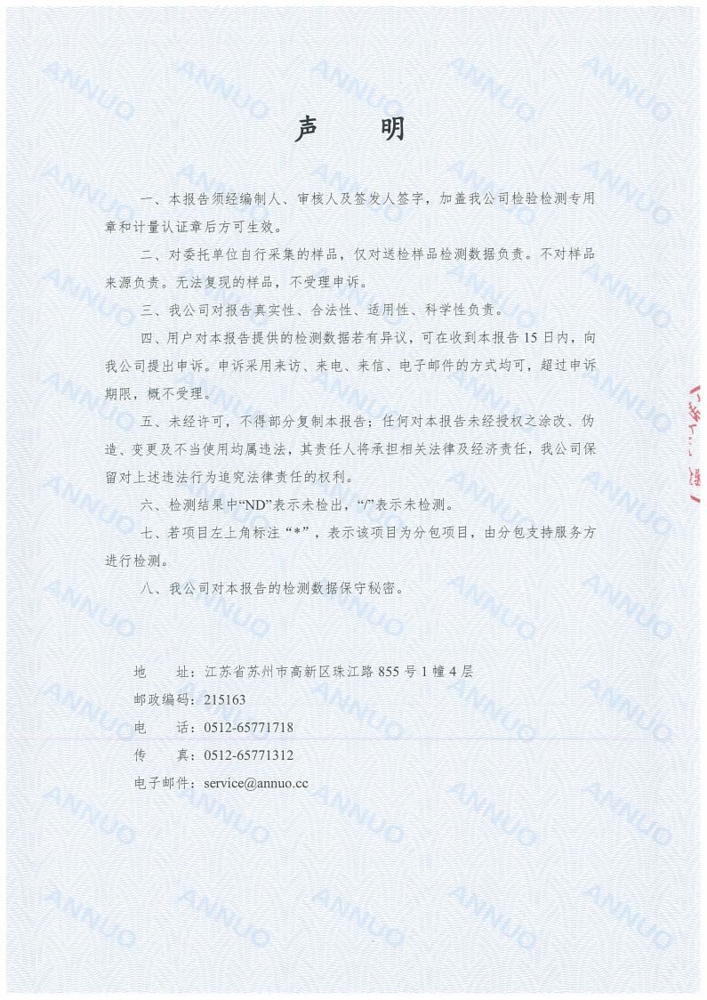 声 明
一、本报告须经编制人、审核人及签发人签字，加盖我公司检验检测专用
章和计量认证章后方可生效。
二、对委托单位自行采集的样品，仅对送检样品检测数据负责。不对样品
来源负责。无法复现的样品，不受理申诉。
三、我公司对报告真实性、合法性、适用性、科学性负责。
四、用户对本报告提供的检测数据若有异议，可在收到本报告 15 日内，向
我公司提出申诉。申诉采用来访、来电、来信、电子邮件的方式均可，超过申诉
期限，概不受理。
五、未经许可，不得部分复制本报告；任何对本报告未经授权之涂改、伪
造、变更及不当使用均属违法，其责任人将承担相关法律及经济责任，我公司保
留对上述违法行为追究法律责任的权利。
六、检测结果中“ND”表示未检出，“/”表示未检测。
七、若项目左上角标注“*”，表示该项目为分包项目，由分包支持服务方
进行检测。
八、我公司对本报告的检测数据保守秘密。
地 址：江苏省苏州市高新区珠江路 855 号 1 幢 4 层
邮政编码：215163
电 话：0512-65771718
传 真：0512-65771312
电子邮件：service@annuo.cc
ANNUO